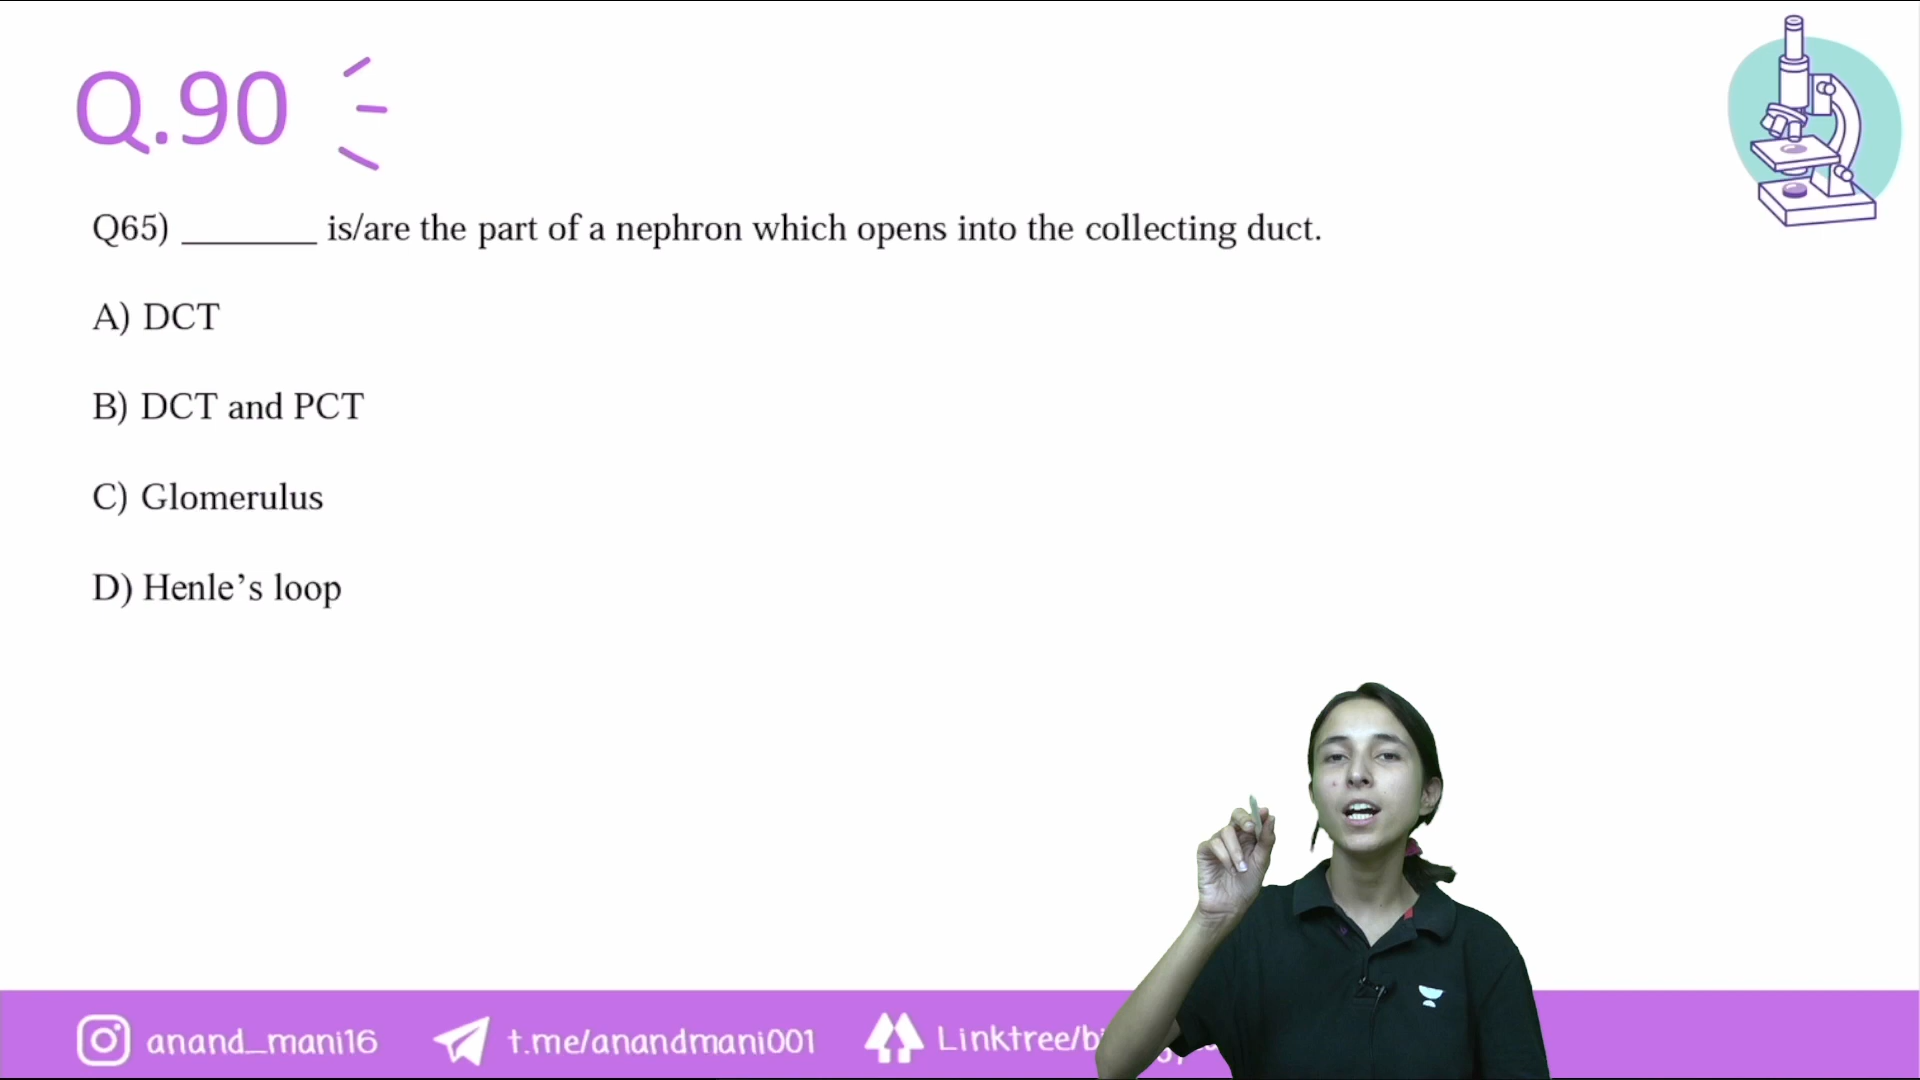 Q.90
Q65) ________ is/are the part of a nephron which opens into the collecting duct.
A) DCT
B) DCT and PCT
C) Glomerulus
D) Henle’s loop
anand_mani16 t.me/anandmani001